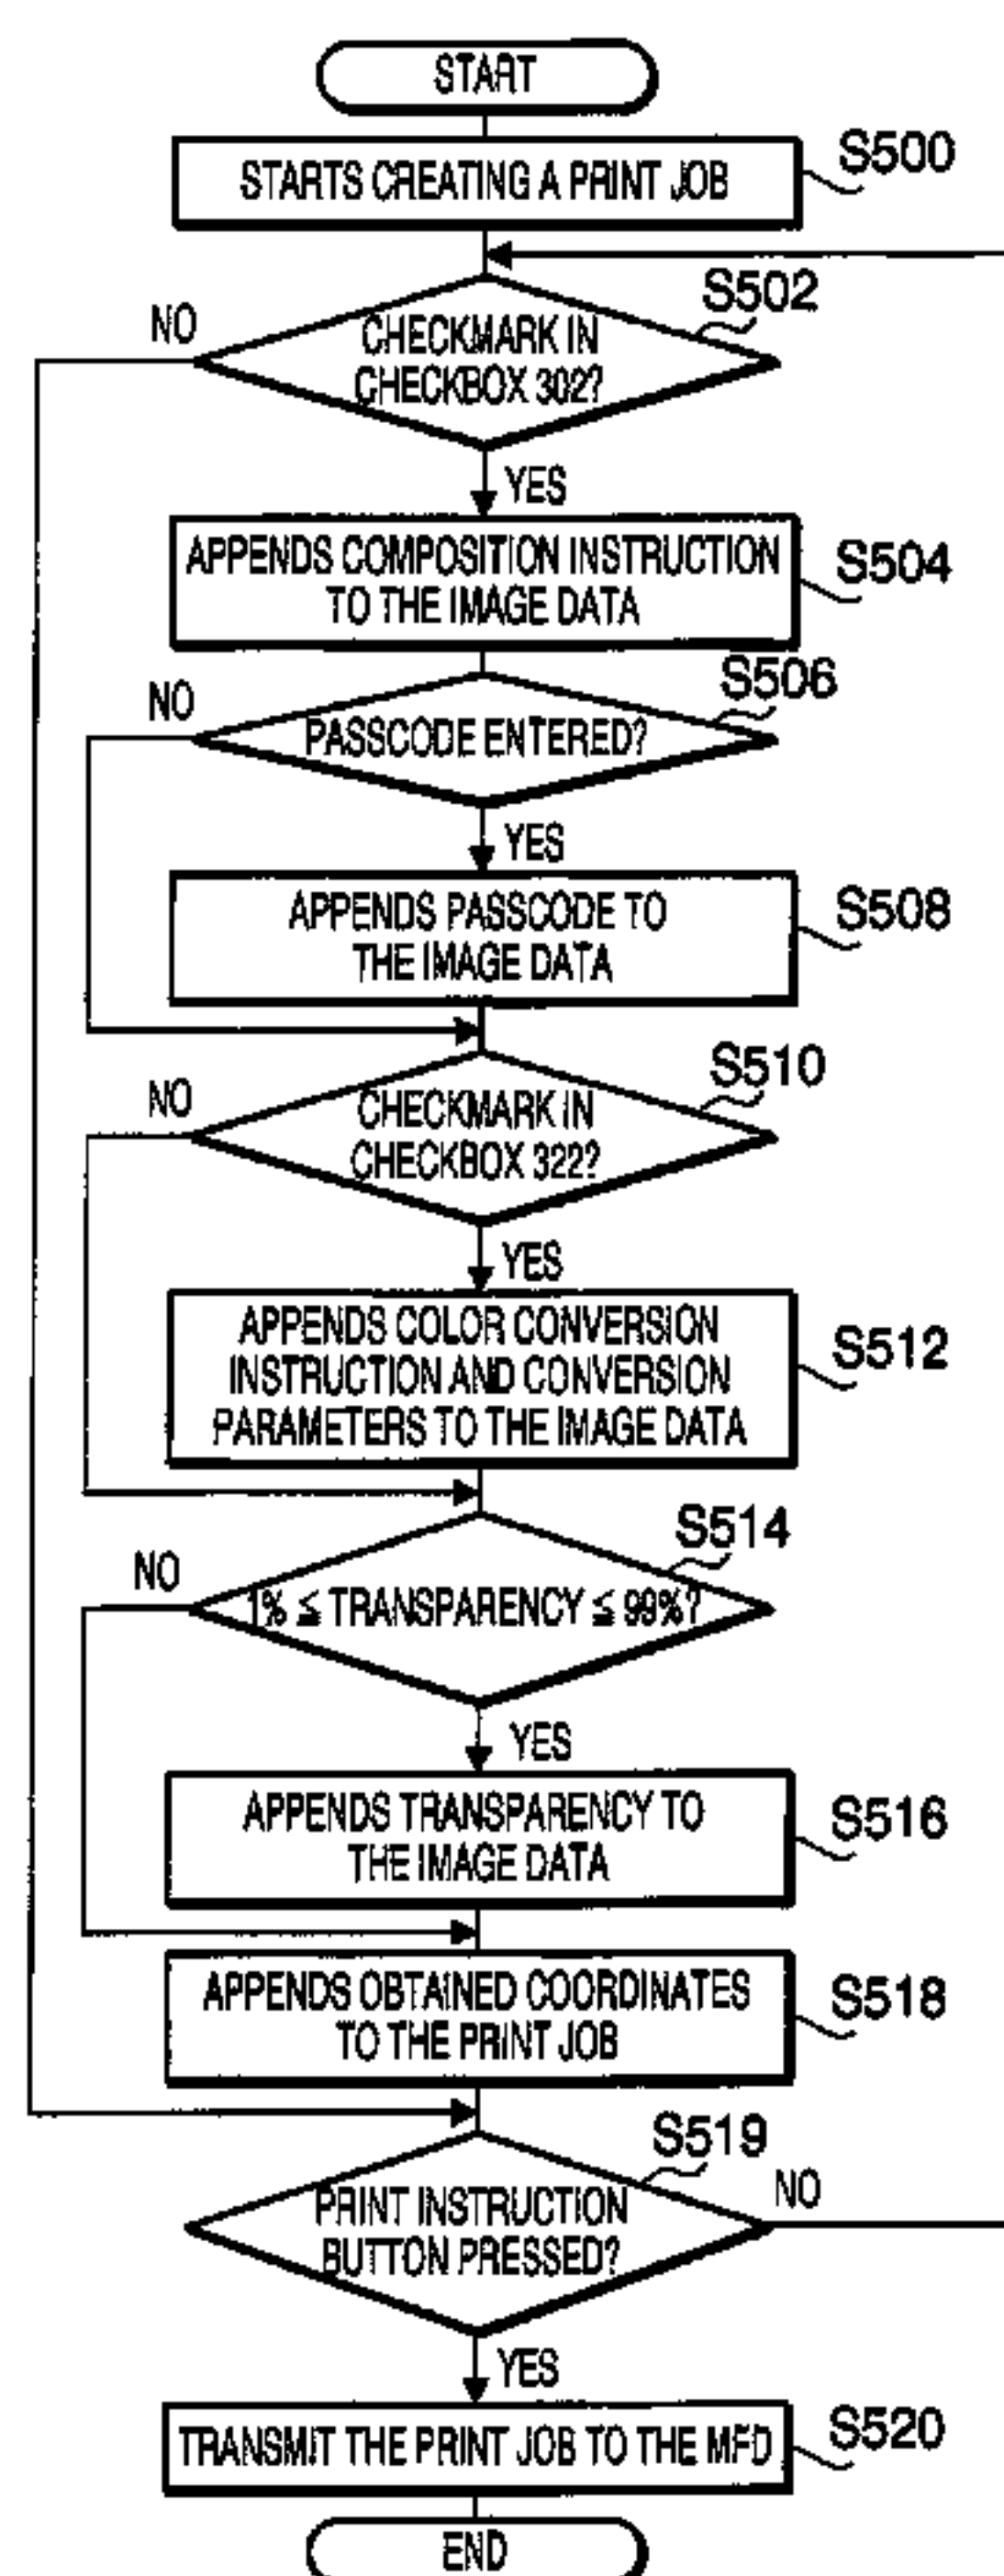 START
STARTS CREATING A PRINT JOB
S500
S502
NO
CHECKMARK IN
CHECKBOX 302?
YES
APPENDS COMPOSITION INSTRUCTION
TO THE IMAGE DATA
S504
S506
NO
PASSCODE ENTERED?
YES
APPENDS PASSCODE TO
THE IMAGE DATA
S508
S510
NO
CHECKMARK IN
CHECKBOX 322?
YES
APPENDS COLOR CONVERSION
INSTRUCTION AND CONVERSION
PARAMETERS TO THE IMAGE DATA
S512
S514
NO
1% ≦ TRANSPARENCY ≦ 99%?
YES
APPENDS TRANSPARENCY TO
THE IMAGE DATA
S516
APPENDS OBTAINED COORDINATES
TO THE PRINT JOB
S518
S519
PRINT INSTRUCTION
BUTTON PRESSED?
NO
YES
TRANSMIT THE PRINT JOB TO THE MFD
S520
END